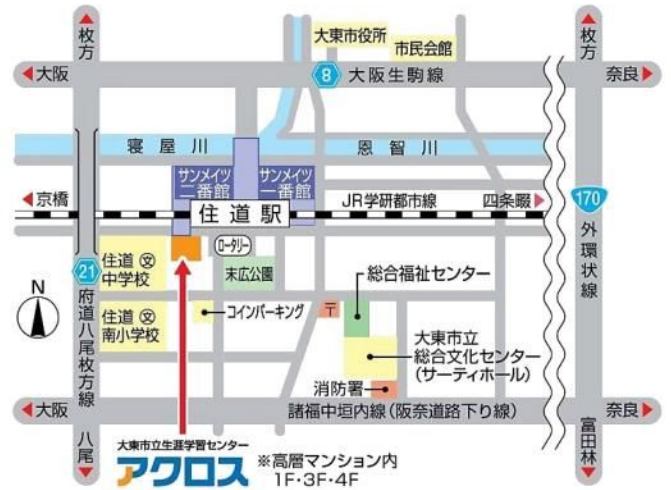 枚方
大東市役所
市民会館
枚方
大阪
8
大阪生駒線
奈良
寝屋川
恩智川
サンメイツ
二番館
サンメイツ
一番館
京橋
住道駅
JR学研都市線
四条畷
170
外環状線
ロータリー
住道 文
中学校
末広公園
総合福祉センター
21
府道八尾枚方線
N
住道 文
南小学校
コインパーキング
〒
大東市立
総合文化センター
(サーティホール)
消防署
大阪
諸福中垣内線(阪奈道路下り線)
奈良
八尾
富田林
大東市立生涯学習センター
アクロス
※高層マンション内
1F・3F・4F